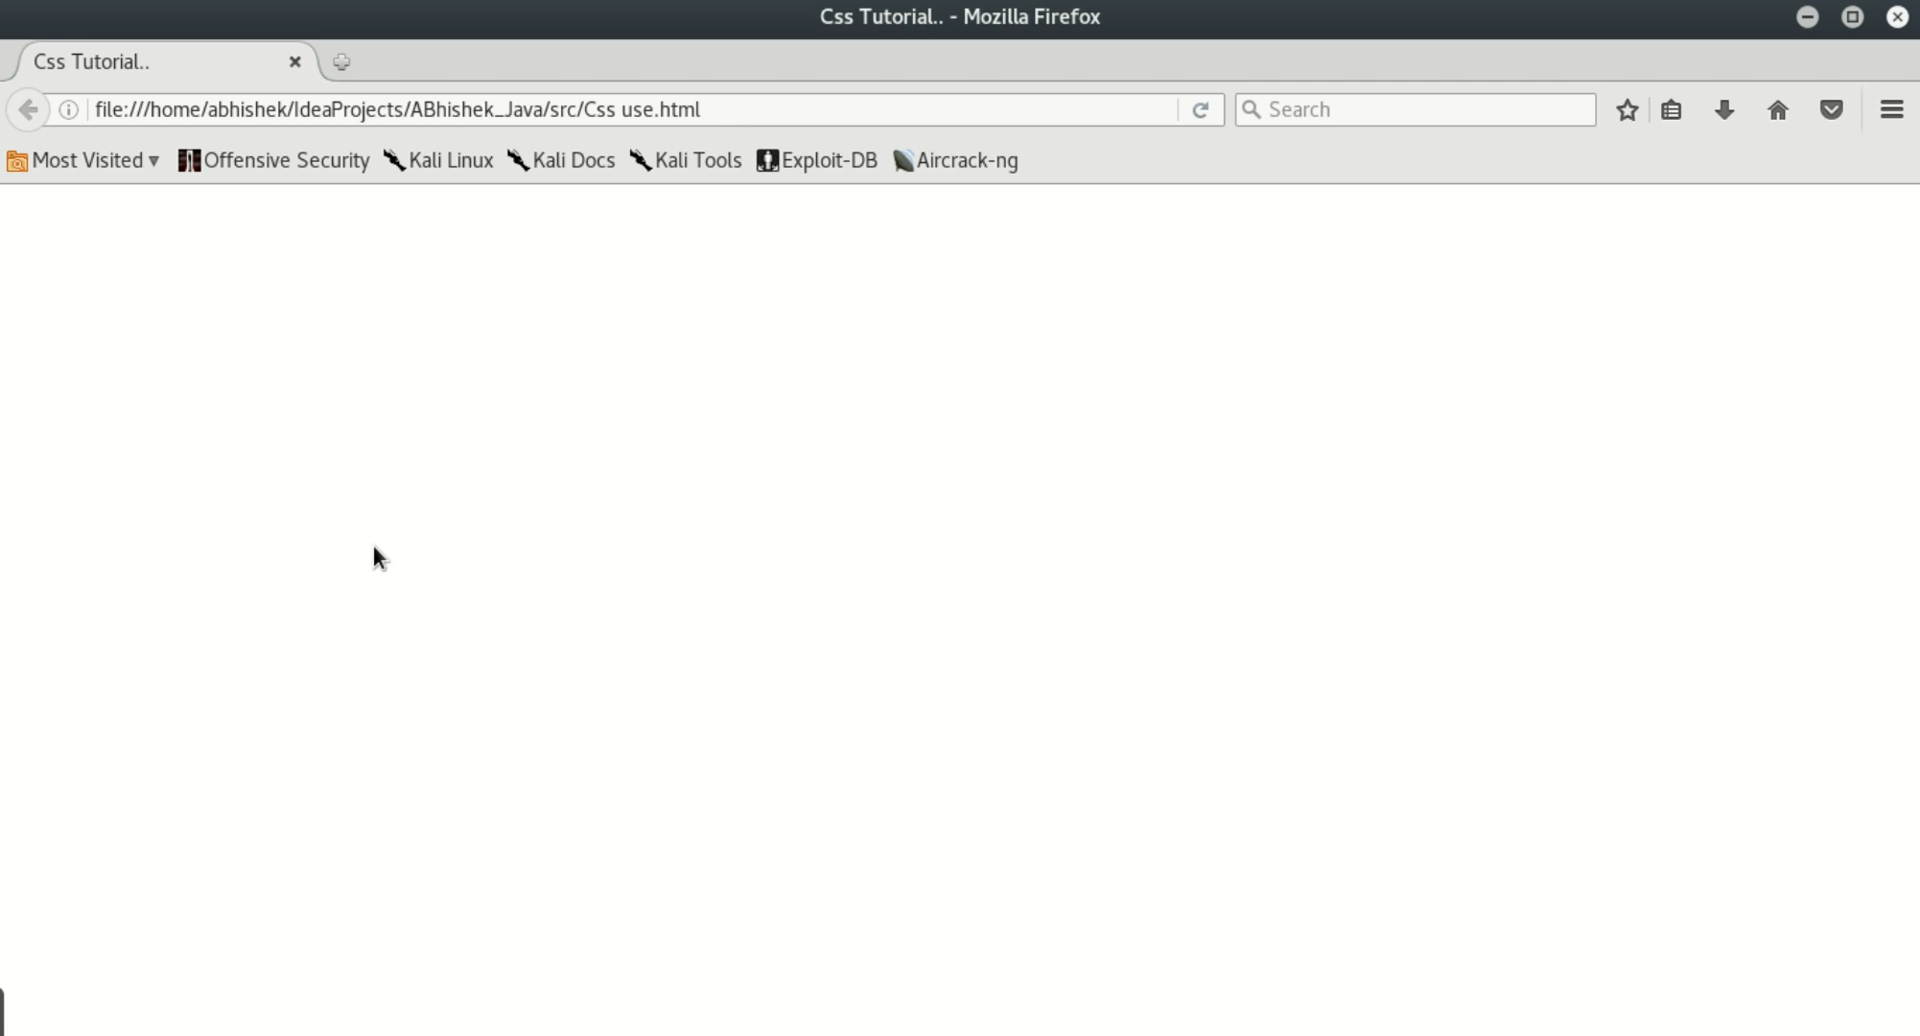 Css Tutorial.. - Mozilla Firefox
Css Tutorial..
file:///home/abhishek/IdeaProjects/ABhishek_Java/src/Css use.html
Search
Most Visited Offensive Security Kali Linux Kali Docs Kali Tools Exploit-DB Aircrack-ng